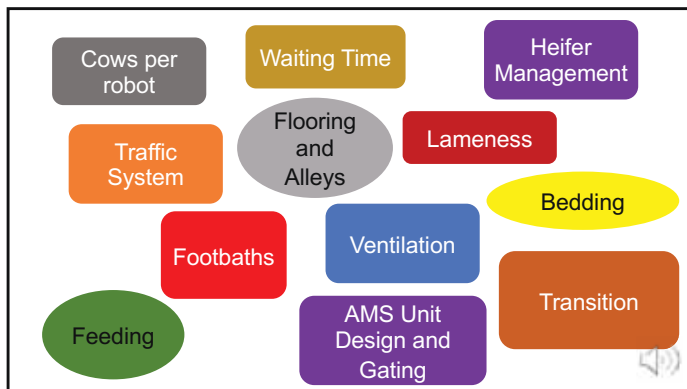 Cows per
robot
Waiting Time
Heifer
Management
Traffic
System
Flooring
and
Alleys
Lameness
Bedding
Footbaths
Ventilation
Transition
Feeding
AMS Unit
Design and
Gating